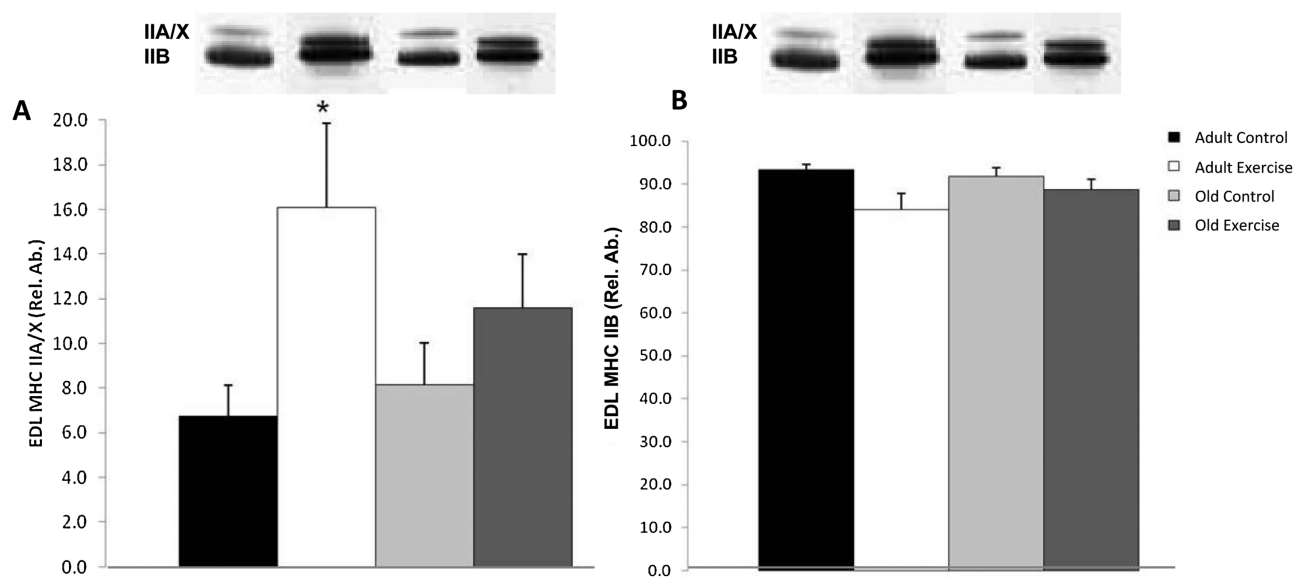 IIA/X
IIB
IIA/X
IIB
A
*
EDL MHC IIA/X (Rel. Ab.)
20.0
18.0
16.0
14.0
12.0
10.0
8.0
6.0
4.0
2.0
0.0
B
EDL MHC IIB (Rel. Ab.)
100.0
90.0
80.0
70.0
60.0
50.0
40.0
30.0
20.0
10.0
0.0
Adult Control
Adult Exercise
Old Control
Old Exercise